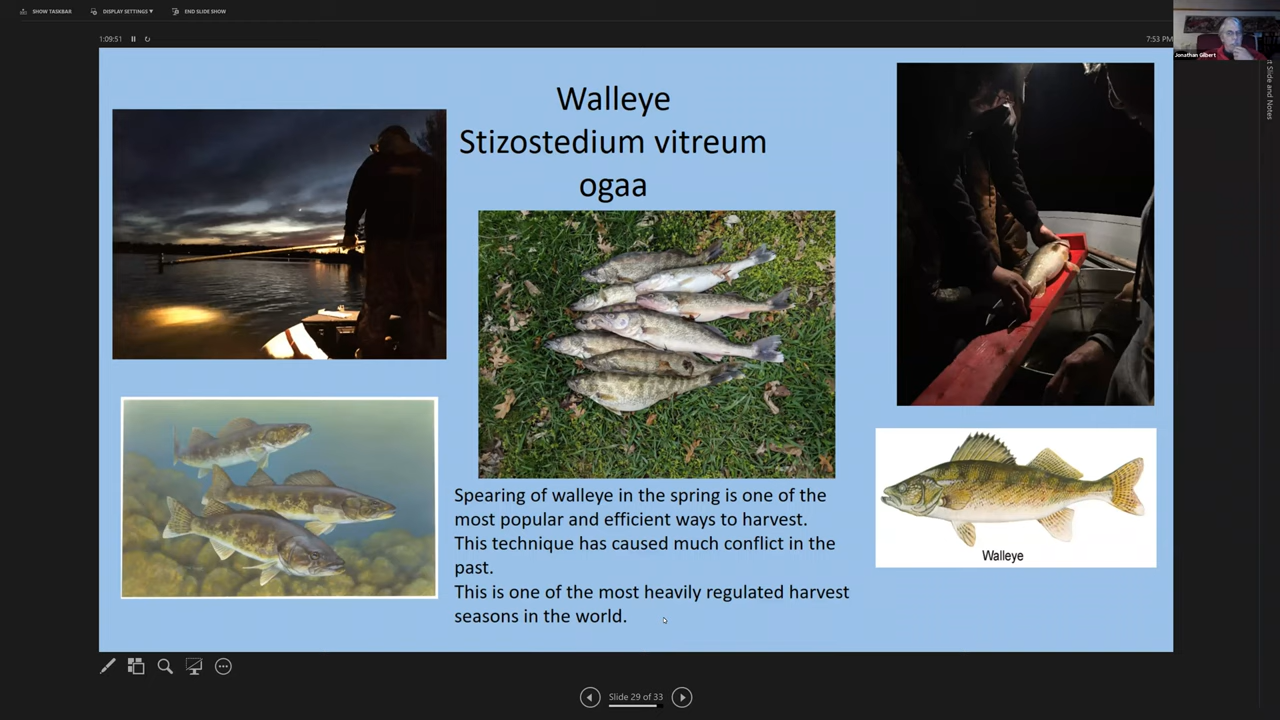 SHOW TASKBAR
DISPLAY SETTINGS ▾
END SLIDE SHOW
1:09:51
7:53 PM
Jonathan Gilbert
t Slide and Notes
Walleye
Stizostedium vitreum
ogaa
Spearing of walleye in the spring is one of the
most popular and efficient ways to harvest.
This technique has caused much conflict in the
past.
This is one of the most heavily regulated harvest
seasons in the world.
Walleye
Slide 29 of 33